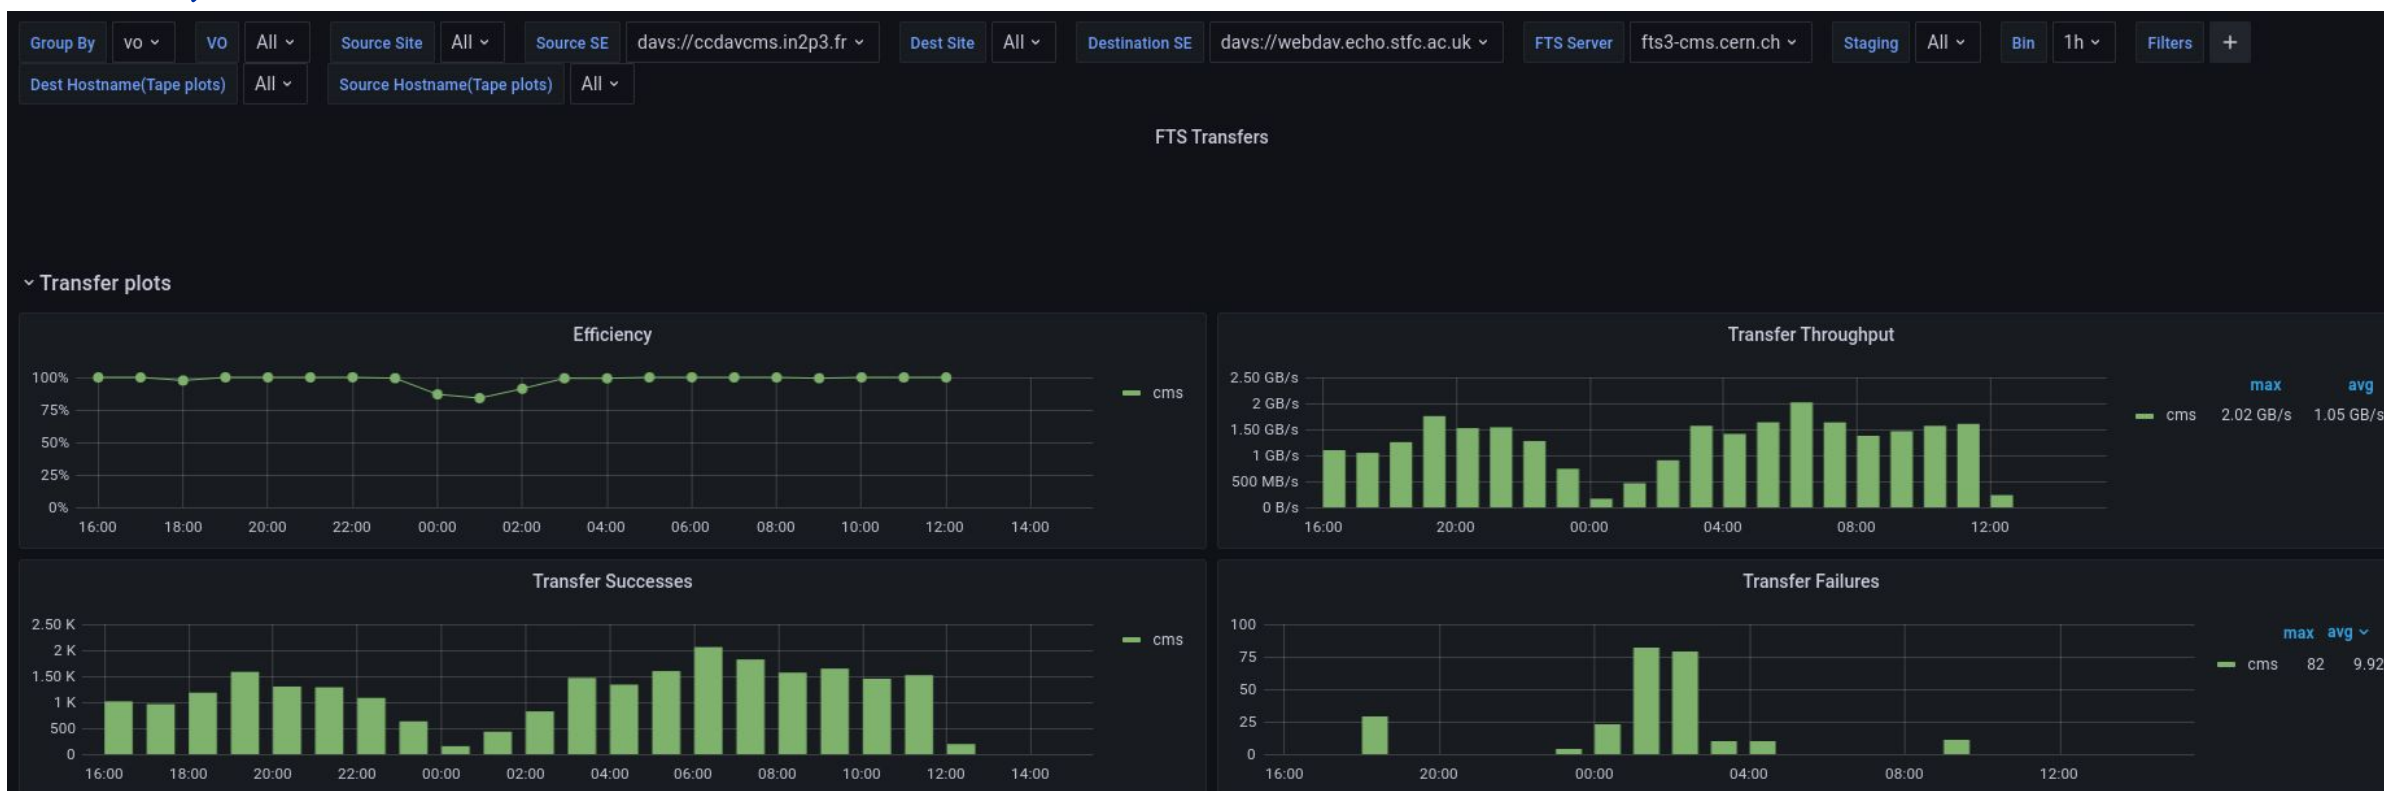 Group By vo VO All Source Site All Source SE davs://ccdavcms.in2p3.fr Dest Site All Destination SE davs://webdav.echo.stfc.ac.uk FTS Server fts3-cms.cern.ch Staging All Bin 1h Filters +
Dest Hostname(Tape plots) All Source Hostname(Tape plots) All
FTS Transfers
Transfer plots
Efficiency
100%
75%
50%
25%
0%
16:00 18:00 20:00 22:00 00:00 02:00 04:00 06:00 08:00 10:00 12:00 14:00
cms
Transfer Throughput
2.50 GB/s
2 GB/s
1.50 GB/s
1 GB/s
500 MB/s
0 B/s
16:00 20:00 00:00 04:00 08:00 12:00
max avg
cms 2.02 GB/s 1.05 GB/s
Transfer Successes
2.50 K
2 K
1.50 K
1 K
500
0
16:00 18:00 20:00 22:00 00:00 02:00 04:00 06:00 08:00 10:00 12:00 14:00
cms
Transfer Failures
100
75
50
25
0
16:00 20:00 00:00 04:00 08:00 12:00
max avg
cms 82 9.92